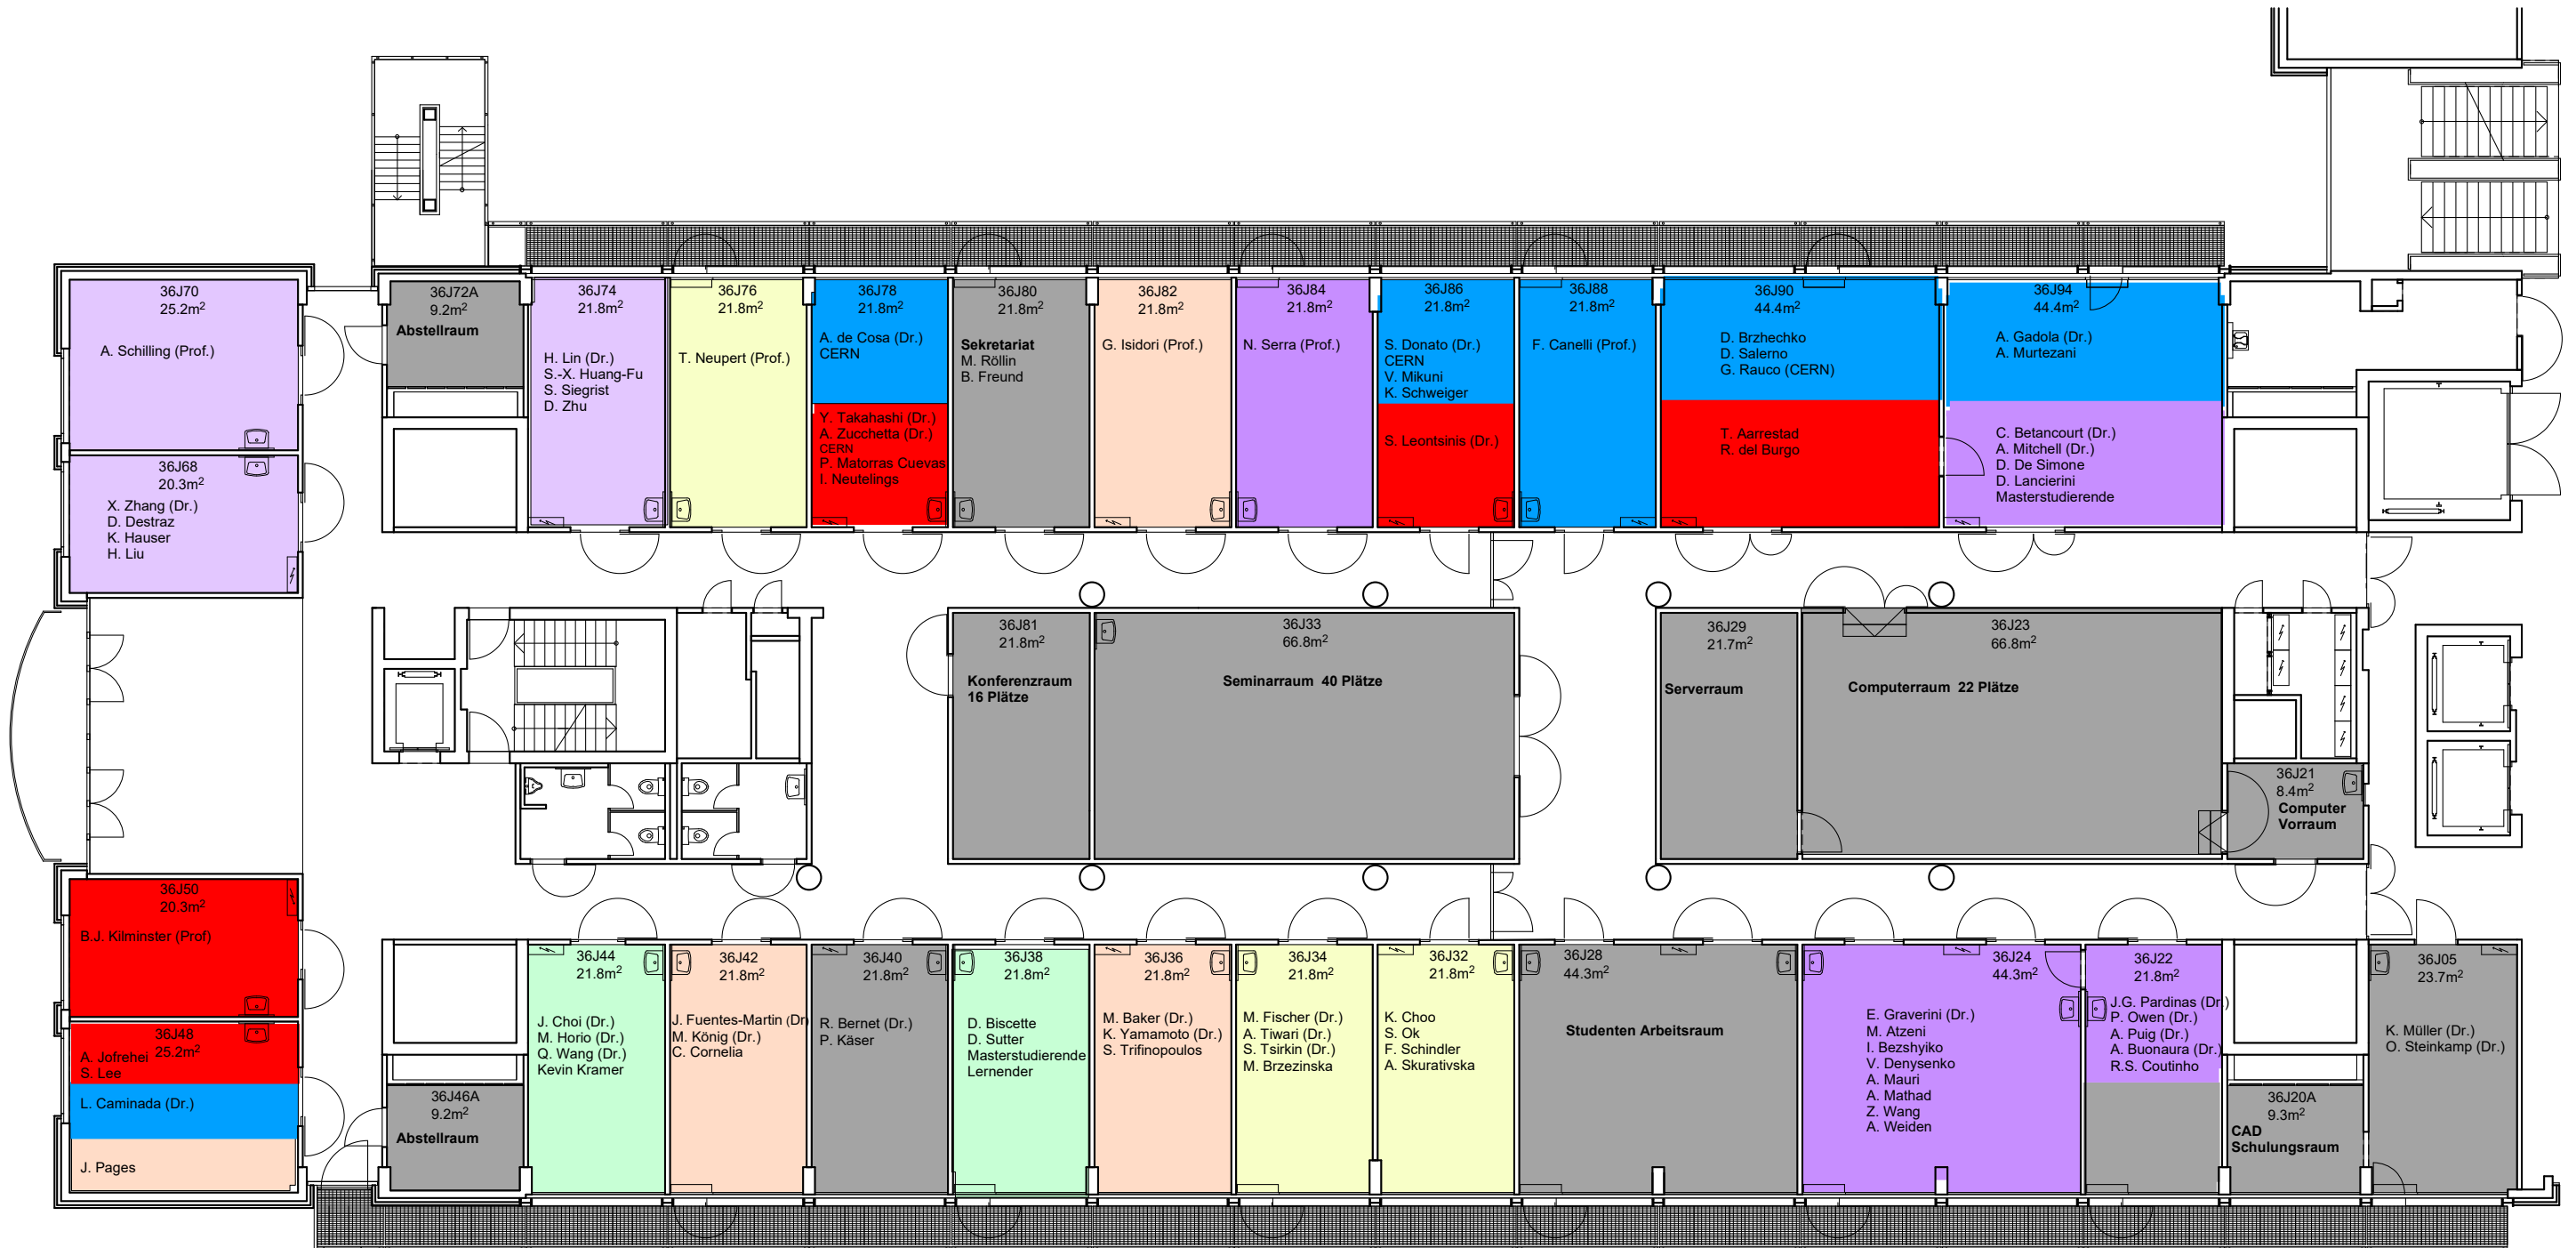 36J70
25.2m²
A. Schilling (Prof.)
36J68
20.3m²
X. Zhang (Dr.)
D. Destraz
K. Hauser
H. Liu
36J72A
9.2m²
Abstellraum
36J74
21.8m²
H. Lin (Dr.)
S.-X. Huang-Fu
S. Siegrist
D. Zhu
36J76
21.8m²
T. Neupert (Prof.)
36J78
21.8m²
A. de Cosa (Dr.)
CERN
Y. Takahashi (Dr.)
A. Zucchetta (Dr.)
CERN
P. Matorras Cuevas
I. Neutelings
36J80
21.8m²
Sekretariat
M. Röllin
B. Freund
36J82
21.8m²
G. Isidori (Prof.)
36J84
21.8m²
N. Serra (Prof.)
36J86
21.8m²
S. Donato (Dr.)
CERN
V. Mikuni
K. Schweiger
S. Leontsinis (Dr.)
36J88
21.8m²
F. Canelli (Prof.)
36J90
44.4m²
D. Brzhechko
D. Salerno
G. Rauco (CERN)
T. Aarrestad
R. del Burgo
36J94
44.4m²
A. Gadola (Dr.)
A. Murtezani
C. Betancourt (Dr.)
A. Mitchell (Dr.)
D. De Simone
D. Lancierini
Masterstudierende
36J81
21.8m²
Konferenzraum
16 Plätze
36J33
66.8m²
Seminarraum 40 Plätze
36J29
21.7m²
Serverraum
36J23
66.8m²
Computerraum 22 Plätze
36J21
8.4m²
Computer
Vorraum
36J50
20.3m²
B.J. Kilminster (Prof)
36J48
25.2m²
A. Jofrehei
S. Lee
L. Caminada (Dr.)
J. Pages
36J46A
9.2m²
Abstellraum
36J44
21.8m²
J. Choi (Dr.)
M. Horio (Dr.)
Q. Wang (Dr.)
Kevin Kramer
36J42
21.8m²
J. Fuentes-Martin (Dr)
M. König (Dr.)
C. Cornelia
36J40
21.8m²
R. Bernet (Dr.)
P. Käser
36J38
21.8m²
D. Biscette
D. Sutter
Masterstudierende
Lernender
36J36
21.8m²
M. Baker (Dr.)
K. Yamamoto (Dr.)
S. Trifinopoulos
36J34
21.8m²
M. Fischer (Dr.)
A. Tiwari (Dr.)
S. Tsirkin (Dr.)
M. Brzezinska
36J32
21.8m²
K. Choo
S. Ok
F. Schindler
A. Skurativska
36J28
44.3m²
Studenten Arbeitsraum
36J24
44.3m²
E. Graverini (Dr.)
M. Atzeni
I. Bezshyiko
V. Denysenko
A. Mauri
A. Mathad
Z. Wang
A. Weiden
36J22
21.8m²
J.G. Pardinas (Dr.)
P. Owen (Dr.)
A. Puig (Dr.)
A. Buonaura (Dr.)
R.S. Coutinho
36J20A
9.3m²
CAD
Schulungsraum
36J05
23.7m²
K. Müller (Dr.)
O. Steinkamp (Dr.)